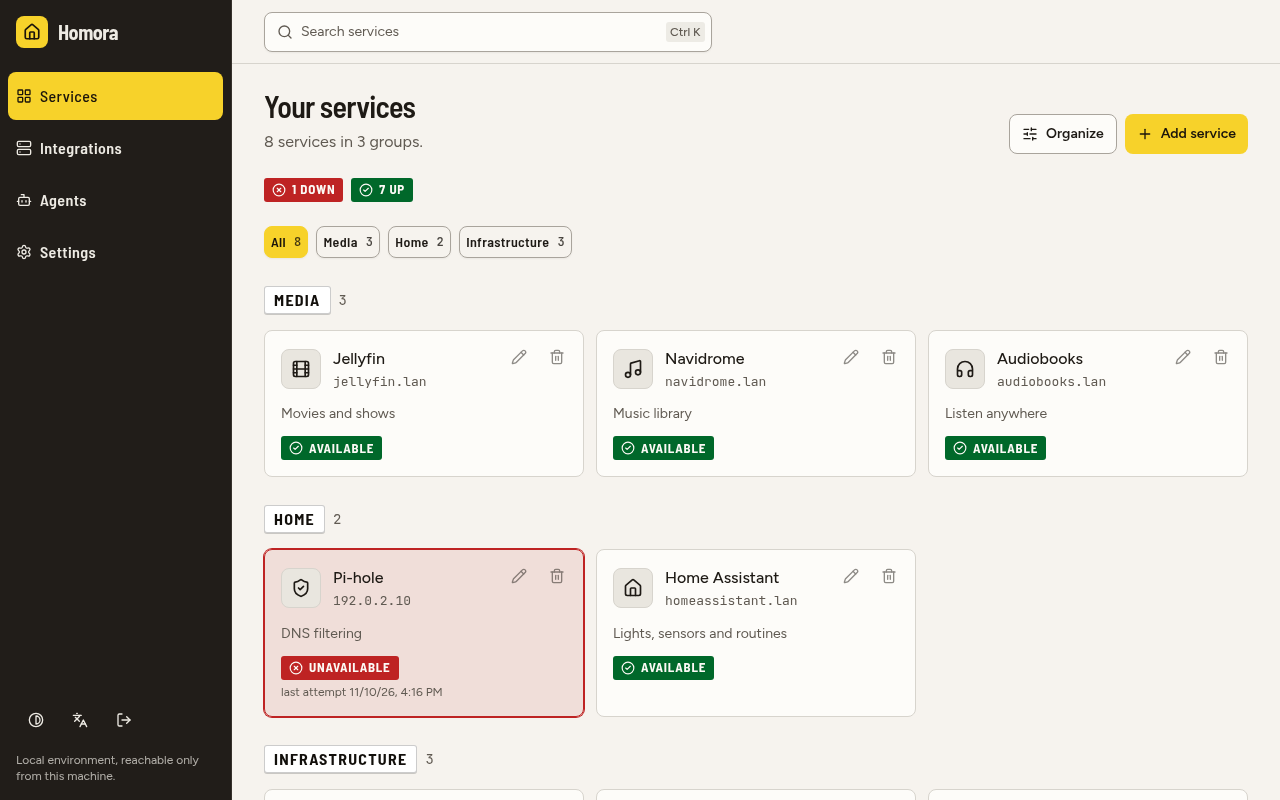 Homora
Services
Integrations
Agents
Settings
Local environment, reachable only
from this machine.
Search services
Ctrl K
Your services
8 services in 3 groups.
Organize
Add service
1 DOWN
7 UP
All 8
Media 3
Home 2
Infrastructure 3
MEDIA 3
Jellyfin
jellyfin.lan
Movies and shows
AVAILABLE
Navidrome
navidrome.lan
Music library
AVAILABLE
Audiobooks
audiobooks.lan
Listen anywhere
AVAILABLE
HOME 2
Pi-hole
192.0.2.10
DNS filtering
UNAVAILABLE
last attempt 11/10/26, 4:16 PM
Home Assistant
homeassistant.lan
Lights, sensors and routines
AVAILABLE
INFRASTRUCTURE 3